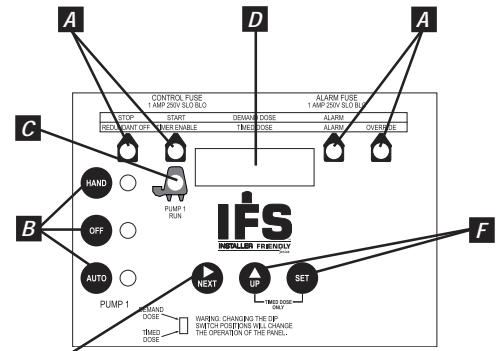 A
D
A
CONTROL FUSE
1 AMP 250V SLO BLO
ALARM FUSE
1 AMP 250V SLO BLO
STOP START DEMAND DOSE ALARM
REDUNDANT OFF TIMER ENABLE TIMED DOSE ALARM OVERRIDE
C
HAND
PUMP 1
RUN
B
OFF
IFS
INSTALLER FRIENDLY
F
AUTO
NEXT
UP
SET
PUMP 1
TIMED DOSE
ONLY
DEMAND
DOSE
TIMED
DOSE
WARING: CHANGING THE DIP
SWITCH POSITIONS WILL CHANGE
THE OPERATION OF THE PANEL.